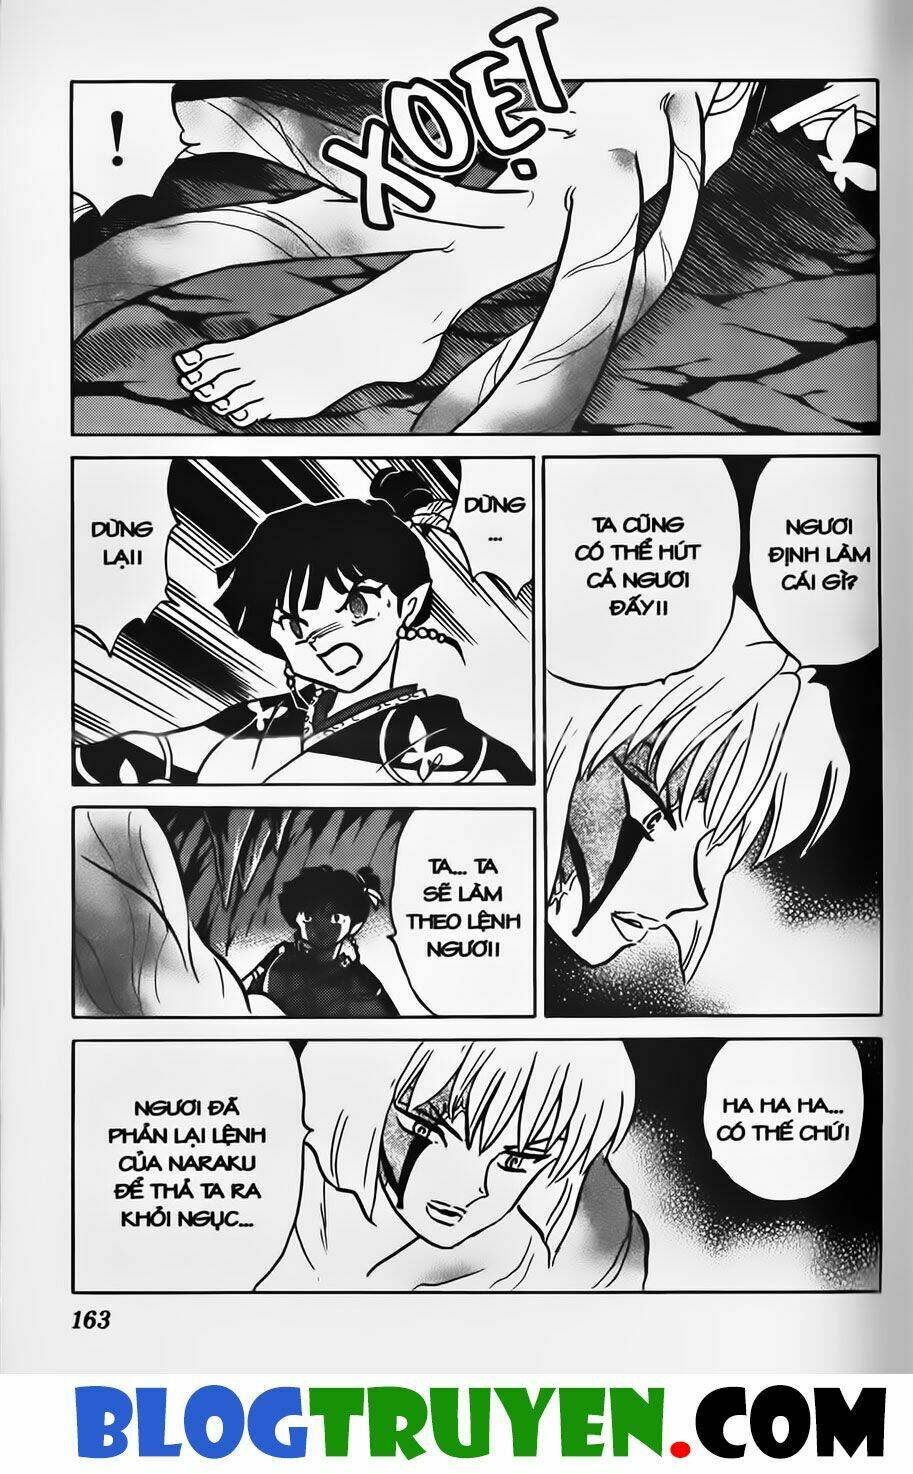 XOẸT
!
NGƯƠI
ĐỊNH LÀM
CÁI GÌ?
TA CŨNG
CÓ THỂ HÚT
CẢ NGƯƠI
ĐẤY!!
DỪNG
...
DỪNG
LẠI!
TA... TA
SẼ LÀM
THEO LỆNH
NGƯƠI!
HA HA HA...
CÓ THẾ CHỨ!
NGƯƠI ĐÃ
PHẢN LẠI LỆNH
CỦA NARAKU
ĐỂ THẢ TA RA
KHỎI NGỤC...
163
BLOGTRUYEN.COM